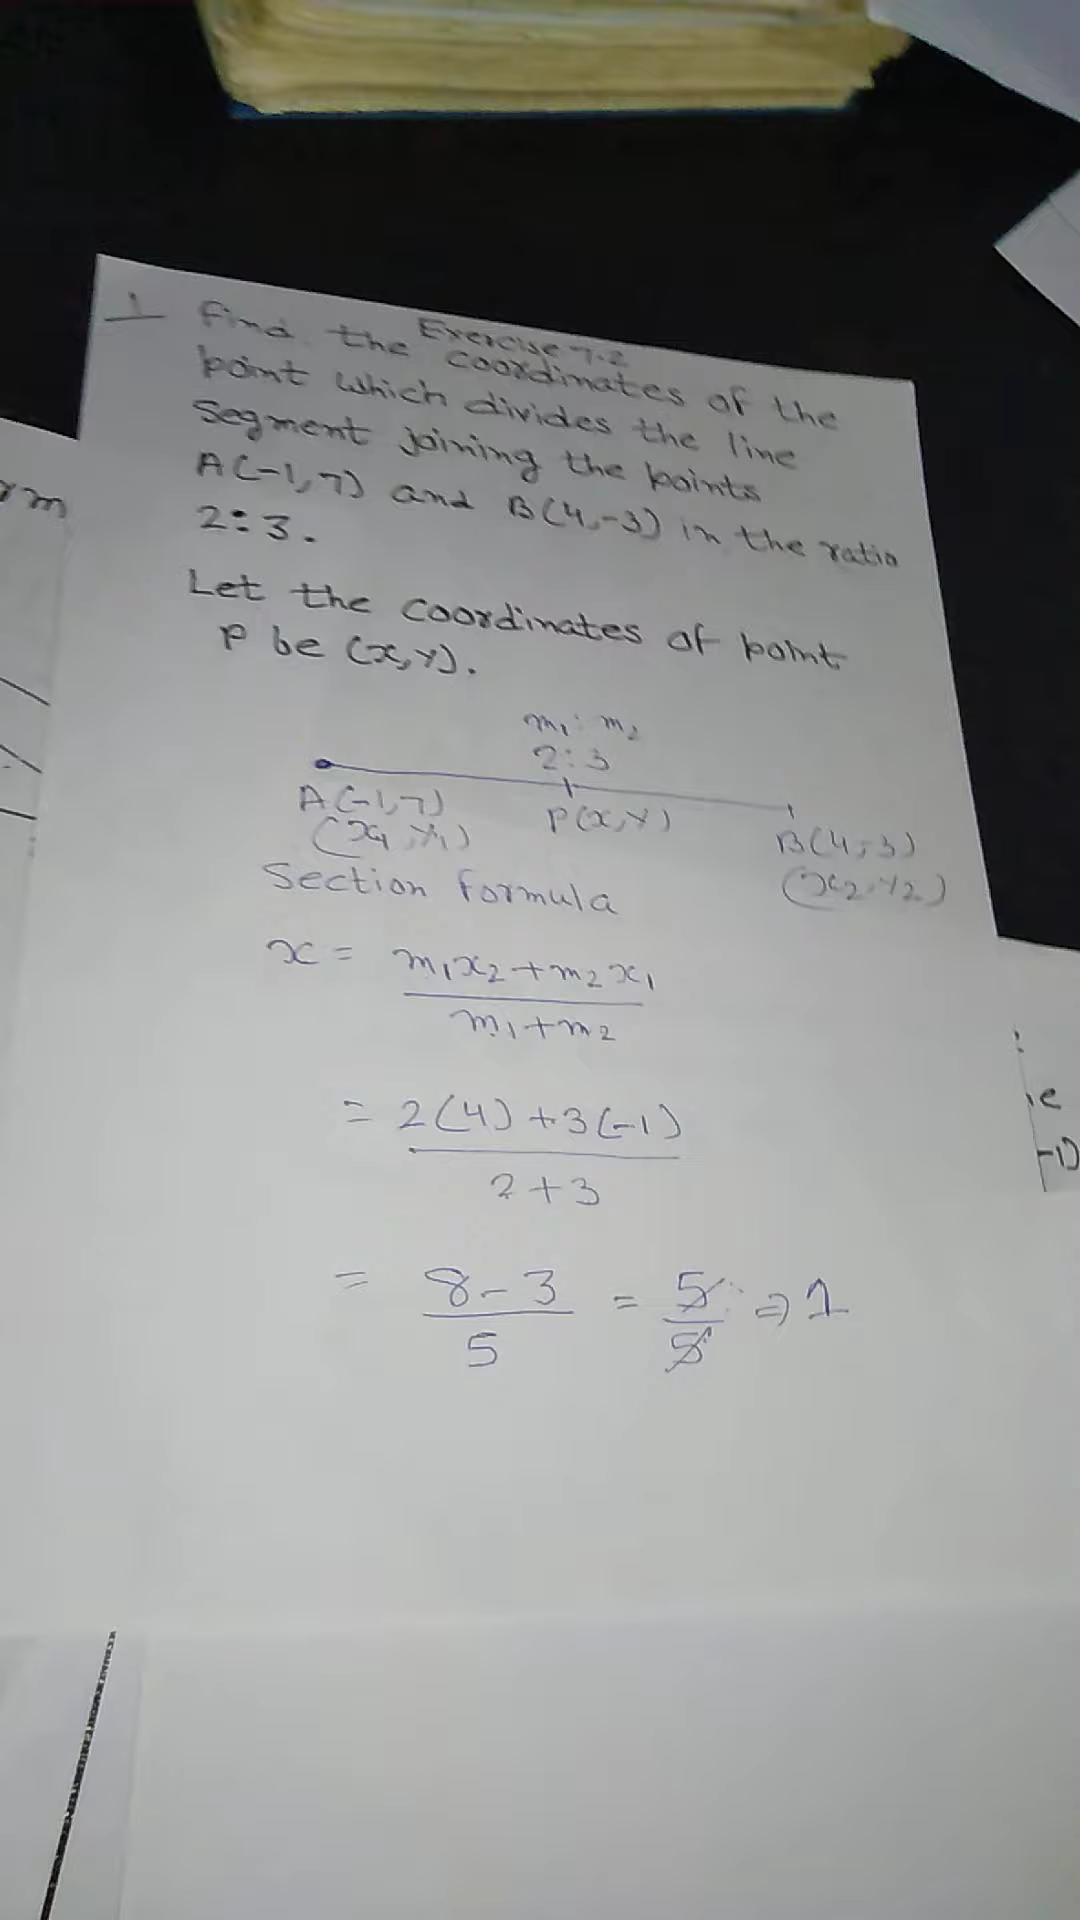 Exercise 7.2
1 Find the coordinates of the
point which divides the line
segment joining the points
A(-1,7) and B(4,-3) in the ratio
2:3.
Let the coordinates of point
P be (x,y).
m₁ : m₂
2 : 3
A(-1,7) P(x,y) B(4,-3)
(x₁,y₁) (x₂,y₂)
Section formula
x = m₁x₂+m₂x₁
m₁+m₂
= 2(4)+3(-1)
2+3
= 8-3 = 5 ⇒ 1
5 5